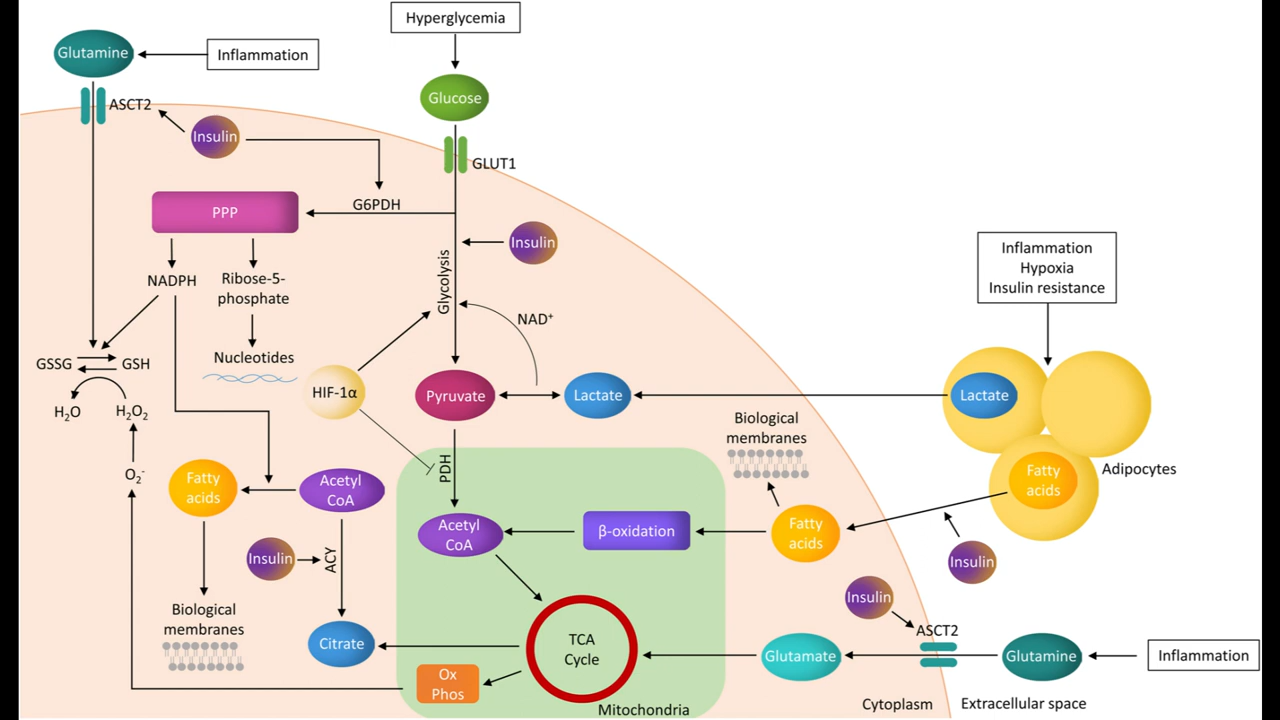 Hyperglycemia
Glutamine
Inflammation
Glucose
ASCT2
Insulin
GLUT1
G6PDH
PPP
Insulin
Glycolysis
NADPH
Ribose-5-
phosphate
Inflammation
Hypoxia
Insulin resistance
NAD⁺
GSSG
GSH
Nucleotides
HIF-1α
Pyruvate
Lactate
Lactate
H₂O
H₂O₂
Biological
membranes
PDH
O₂⁻
Fatty
acids
Acetyl
CoA
Fatty
acids
Adipocytes
Acetyl
CoA
β-oxidation
Fatty
acids
Insulin
ACY
Insulin
Insulin
Biological
membranes
ASCT2
Citrate
TCA
Cycle
Glutamate
Glutamine
Inflammation
Ox
Phos
Mitochondria
Cytoplasm
Extracellular space